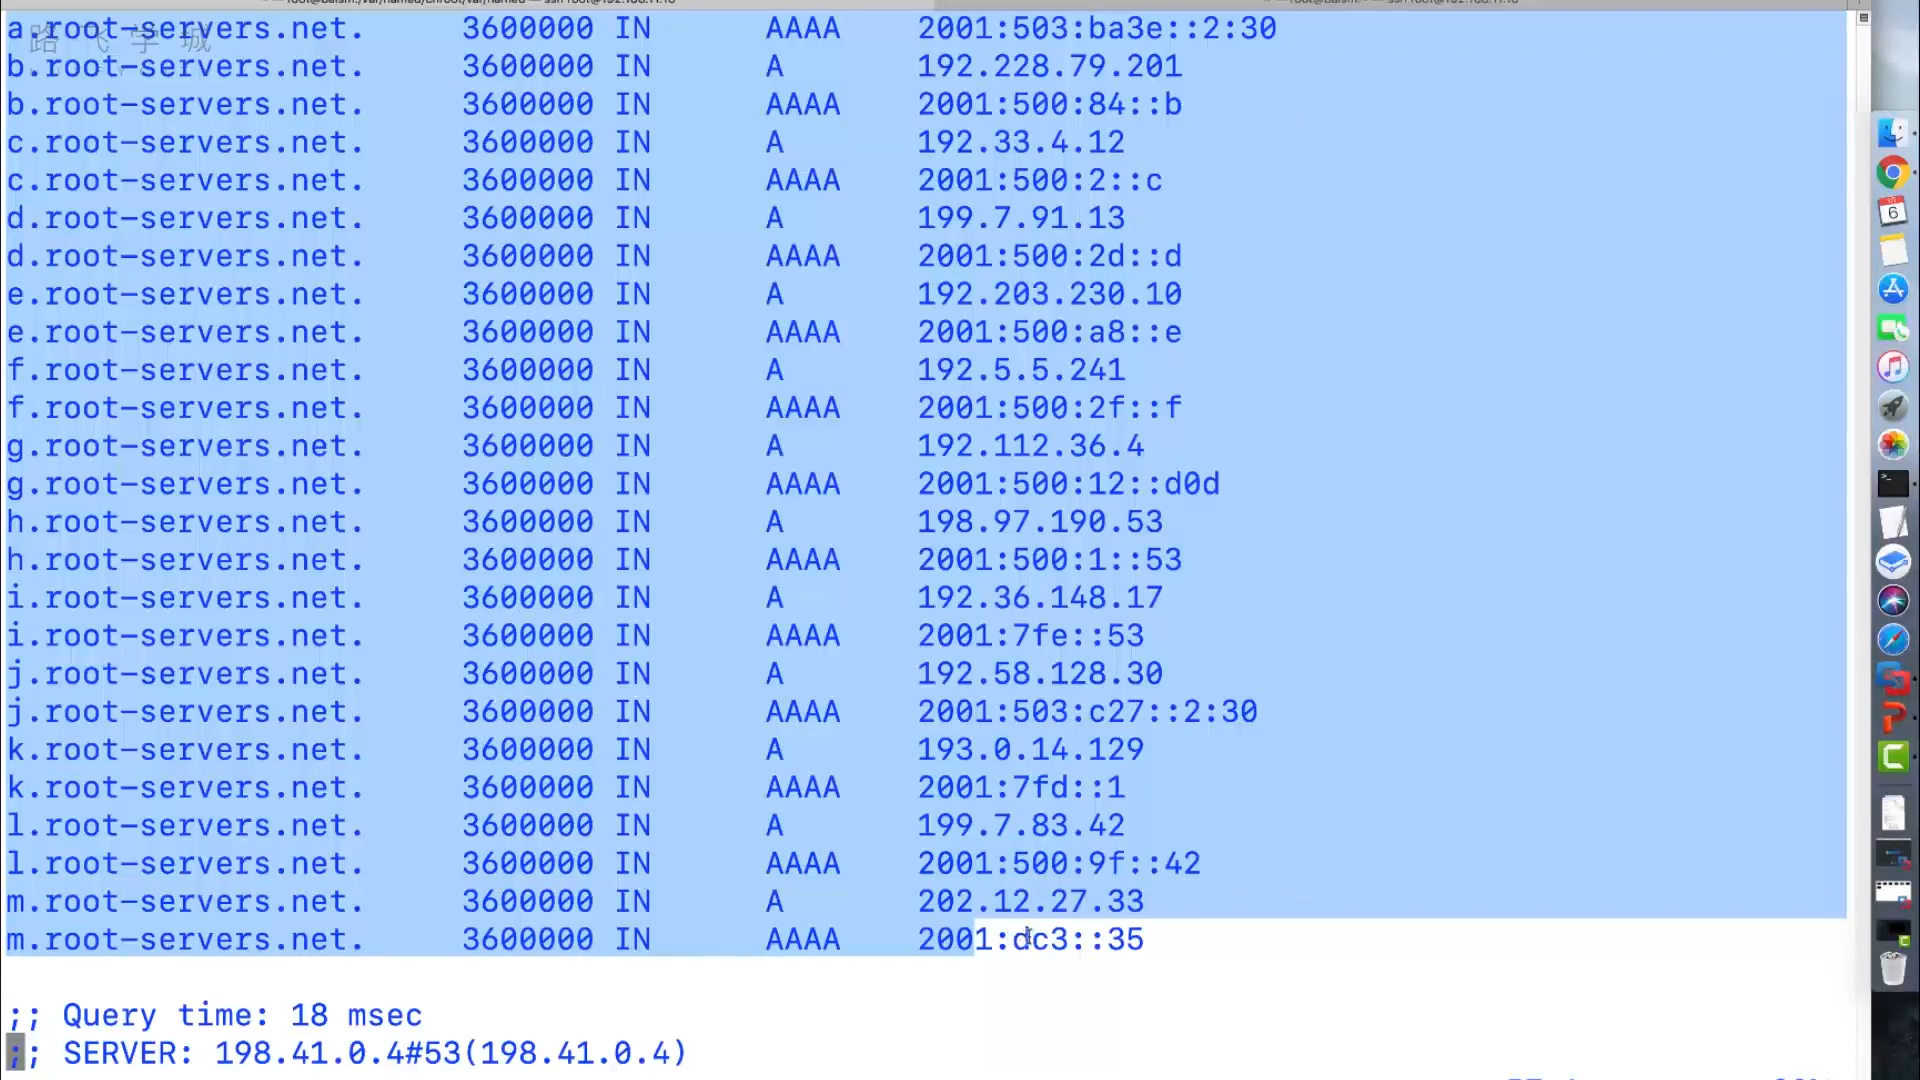 路飞学城
a.root-servers.net. 3600000 IN AAAA 2001:503:ba3e::2:30
b.root-servers.net. 3600000 IN A 192.228.79.201
b.root-servers.net. 3600000 IN AAAA 2001:500:84::b
c.root-servers.net. 3600000 IN A 192.33.4.12
c.root-servers.net. 3600000 IN AAAA 2001:500:2::c
d.root-servers.net. 3600000 IN A 199.7.91.13
d.root-servers.net. 3600000 IN AAAA 2001:500:2d::d
e.root-servers.net. 3600000 IN A 192.203.230.10
e.root-servers.net. 3600000 IN AAAA 2001:500:a8::e
f.root-servers.net. 3600000 IN A 192.5.5.241
f.root-servers.net. 3600000 IN AAAA 2001:500:2f::f
g.root-servers.net. 3600000 IN A 192.112.36.4
g.root-servers.net. 3600000 IN AAAA 2001:500:12::d0d
h.root-servers.net. 3600000 IN A 198.97.190.53
h.root-servers.net. 3600000 IN AAAA 2001:500:1::53
i.root-servers.net. 3600000 IN A 192.36.148.17
i.root-servers.net. 3600000 IN AAAA 2001:7fe::53
j.root-servers.net. 3600000 IN A 192.58.128.30
j.root-servers.net. 3600000 IN AAAA 2001:503:c27::2:30
k.root-servers.net. 3600000 IN A 193.0.14.129
k.root-servers.net. 3600000 IN AAAA 2001:7fd::1
l.root-servers.net. 3600000 IN A 199.7.83.42
l.root-servers.net. 3600000 IN AAAA 2001:500:9f::42
m.root-servers.net. 3600000 IN A 202.12.27.33
m.root-servers.net. 3600000 IN AAAA 2001:dc3::35
;; Query time: 18 msec
;; SERVER: 198.41.0.4#53(198.41.0.4)
6